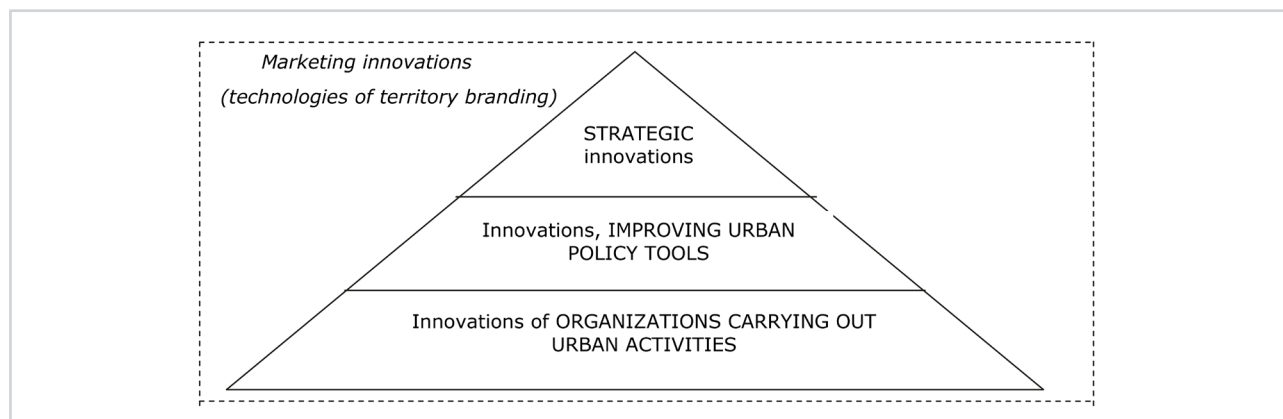 Marketing innovations
(technologies of territory branding)
STRATEGIC
innovations
Innovations, IMPROVING URBAN
POLICY TOOLS
Innovations of ORGANIZATIONS CARRYING OUT
URBAN ACTIVITIES